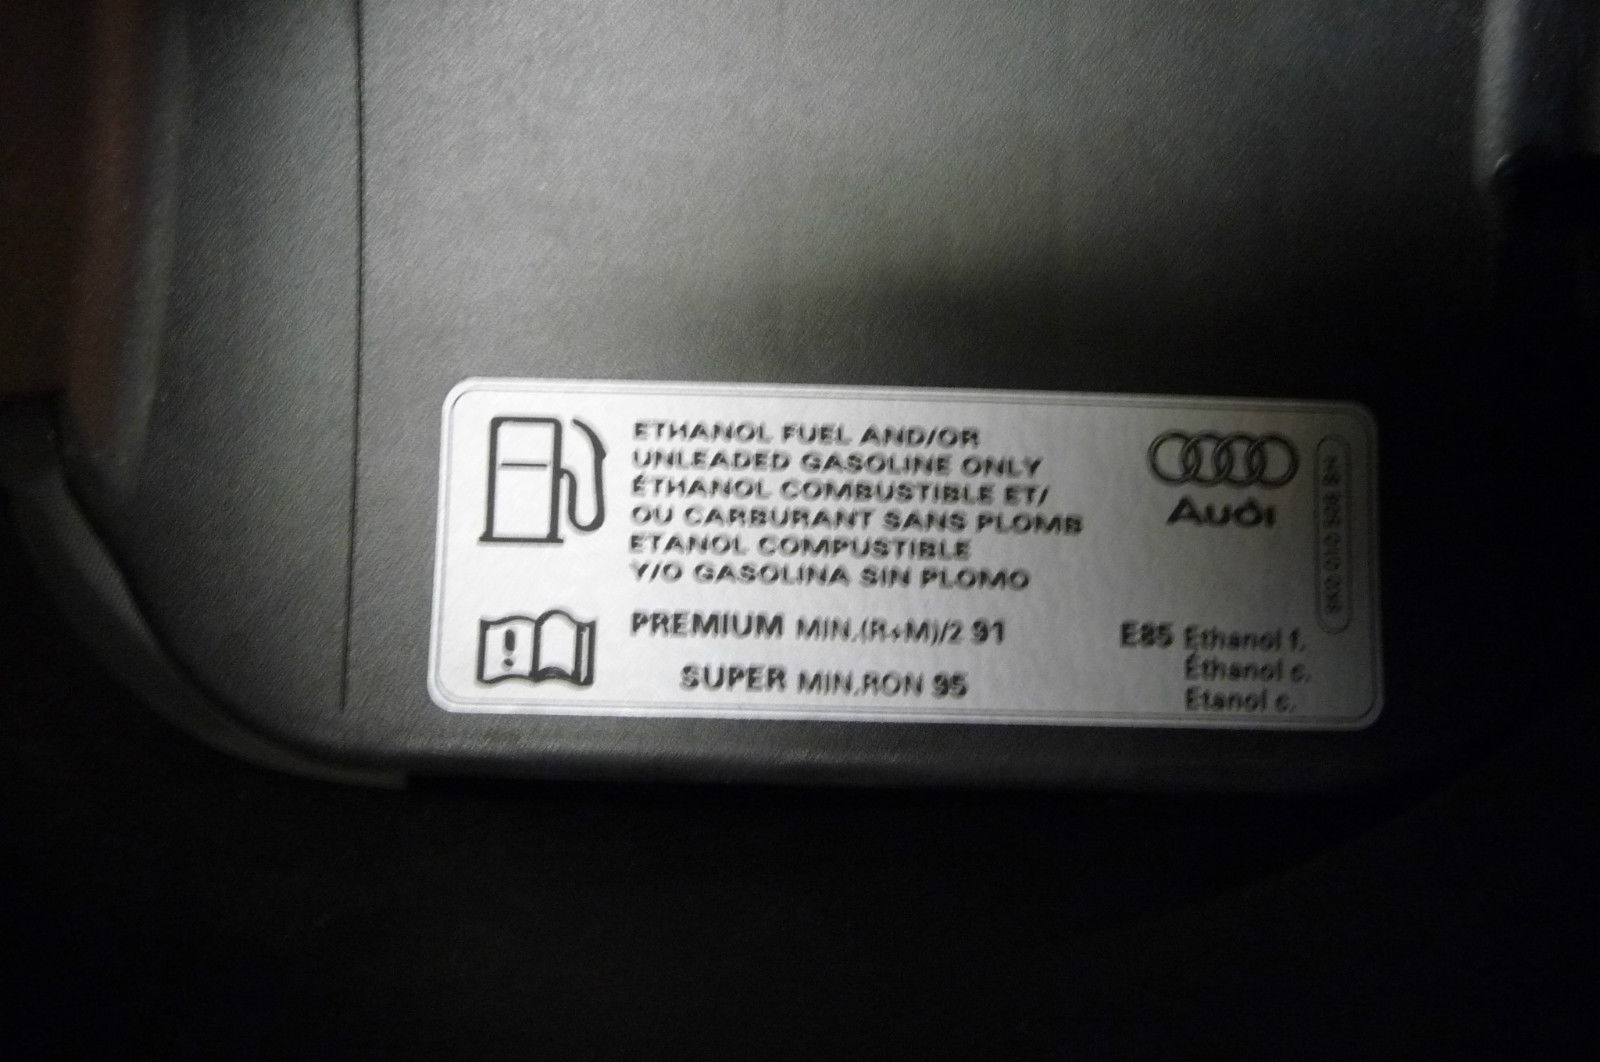 ETHANOL FUEL AND/OR
UNLEADED GASOLINE ONLY
ÉTHANOL COMBUSTIBLE ET/
OU CARBURANT SANS PLOMB
ETANOL COMPUSTIBLE
Y/O GASOLINA SIN PLOMO
Audi
PREMIUM MIN.(R+M)/2 91
SUPER MIN.RON 95
E85 Ethanol f.
Éthanol c.
Etanol c.